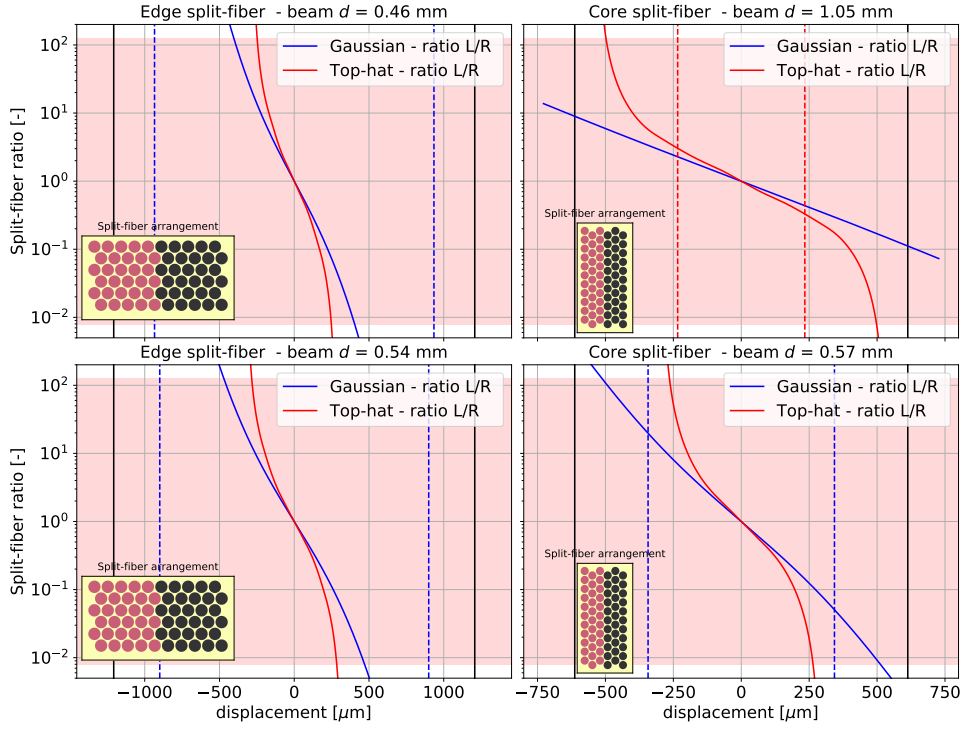 Edge split-fiber - beam d = 0.46 mm
Core split-fiber - beam d = 1.05 mm
Split-fiber ratio [-]
10²
10¹
10⁰
10⁻¹
10⁻²
Gaussian - ratio L/R
Top-hat - ratio L/R
Split-fiber arrangement
Gaussian - ratio L/R
Top-hat - ratio L/R
Split-fiber arrangement
Edge split-fiber - beam d = 0.54 mm
Core split-fiber - beam d = 0.57 mm
Split-fiber ratio [-]
10²
10¹
10⁰
10⁻¹
10⁻²
Gaussian - ratio L/R
Top-hat - ratio L/R
Split-fiber arrangement
Gaussian - ratio L/R
Top-hat - ratio L/R
Split-fiber arrangement
−1000 −500 0 500 1000
−750 −500 −250 0 250 500 750
displacement [μm]
displacement [μm]